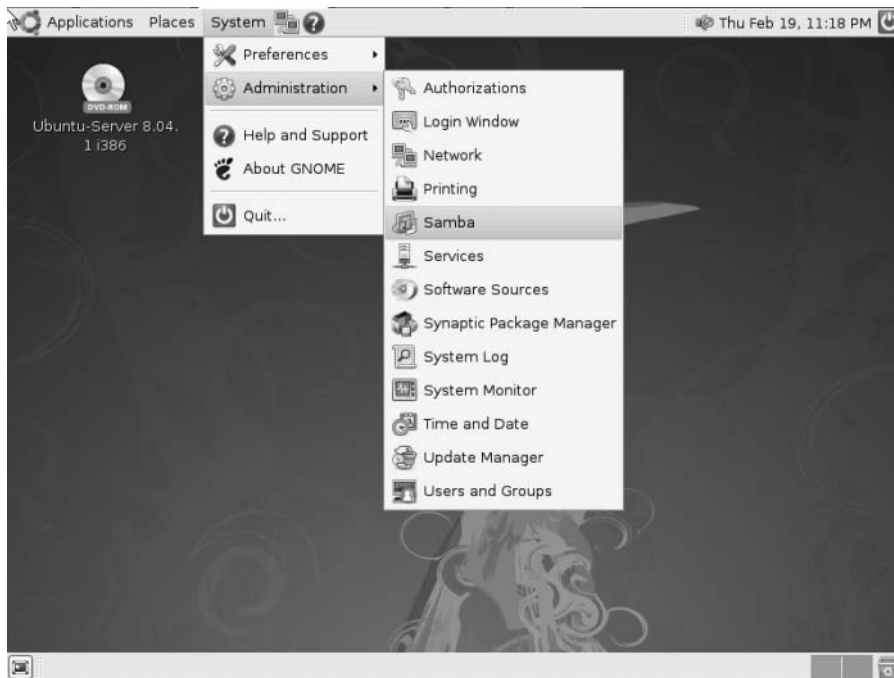 Applications Places System Thu Feb 19, 11:18 PM
Preferences
Administration
Help and Support
About GNOME
Quit...
Authorizations
Login Window
Network
Printing
Samba
Services
Software Sources
Synaptic Package Manager
System Log
System Monitor
Time and Date
Update Manager
Users and Groups
DVD-ROM
Ubuntu-Server 8.04.
1 i386